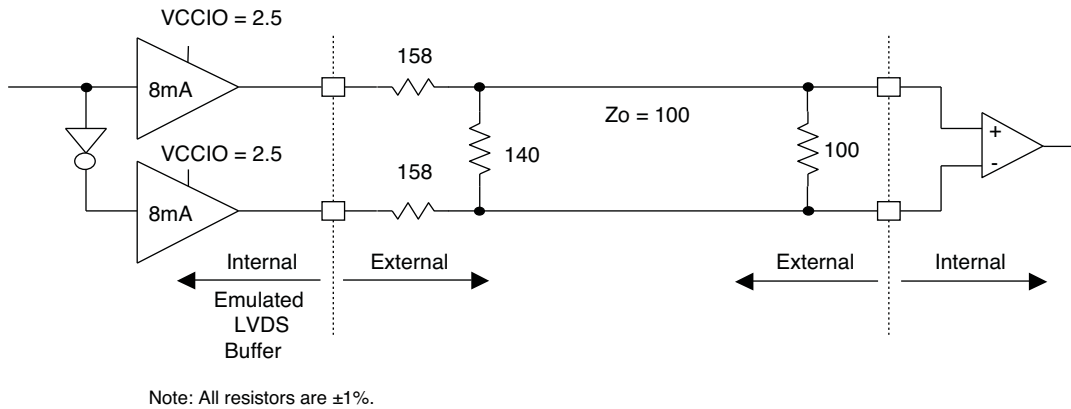 VCCIO = 2.5
158
8mA
Zo = 100
+
-
VCCIO = 2.5
140
100
158
8mA
Internal
External
External
Internal
Emulated
LVDS
Buffer
Note: All resistors are ±1%.